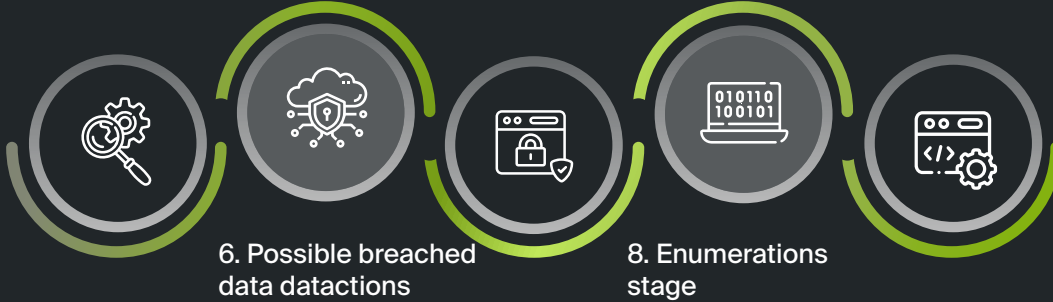 010110
100101
</>
6. Possible breached
data datactions
8. Enumerations
stage